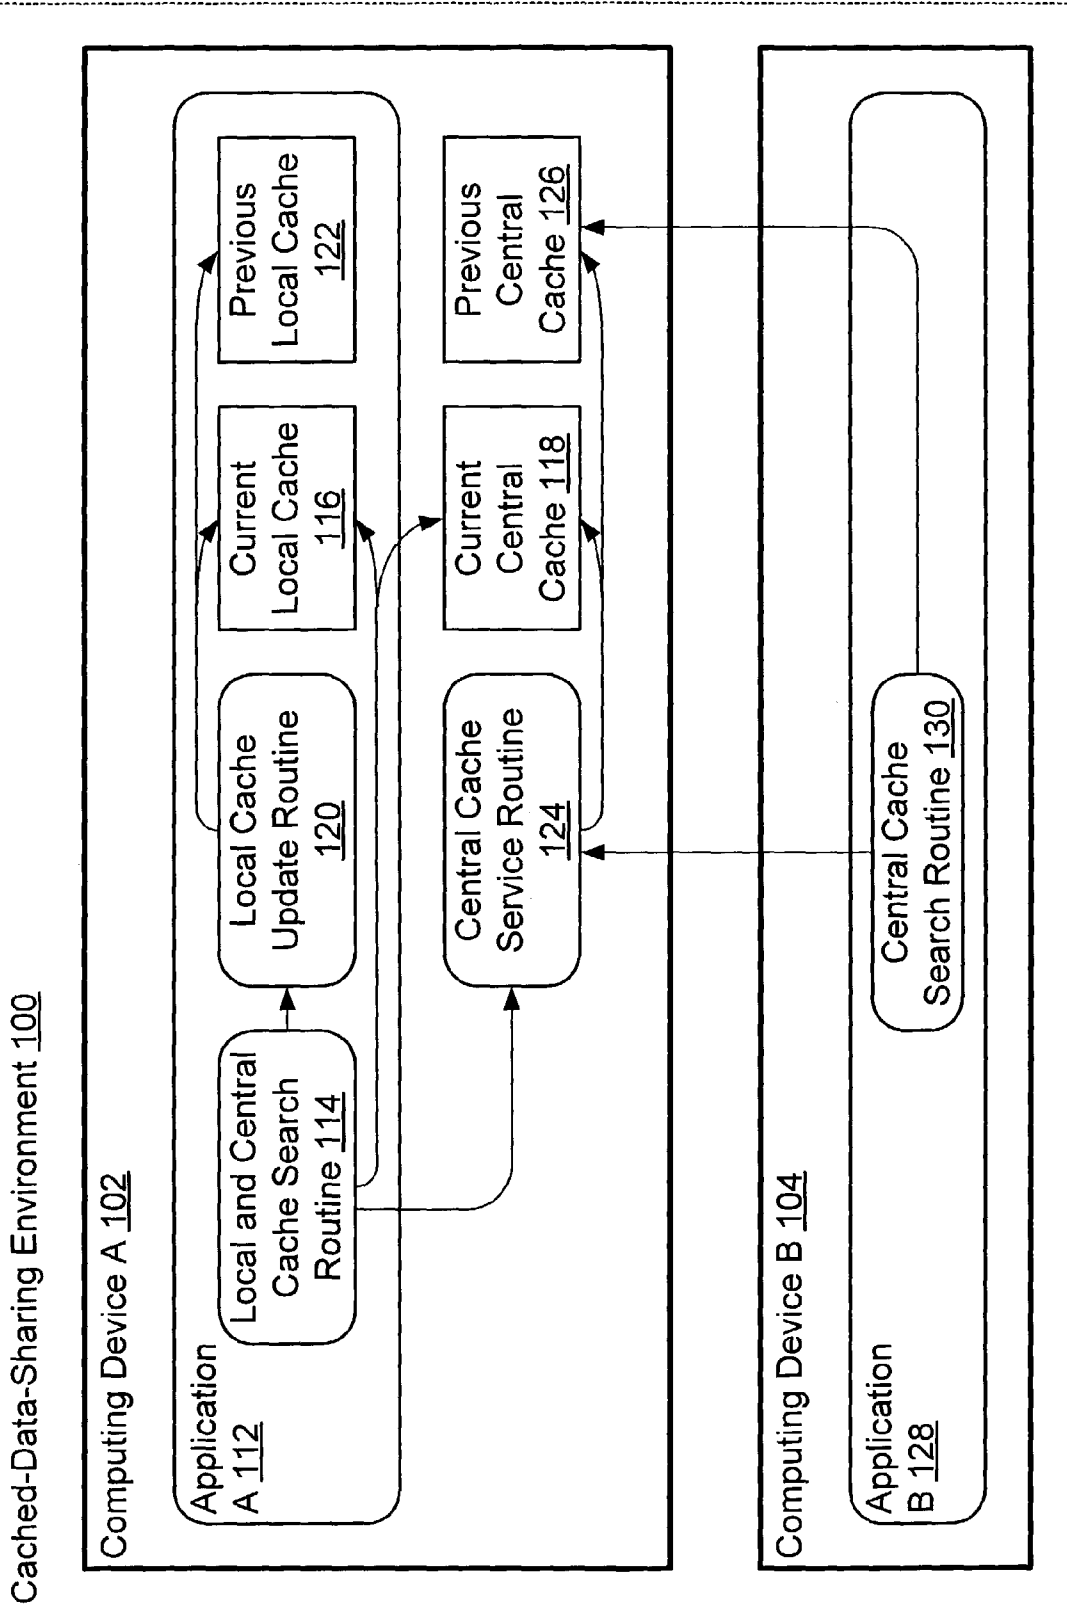 Cached-Data-Sharing Environment 100
Computing Device A 102
Application
A 112
Local and Central
Cache Search
Routine 114
Local Cache
Update Routine
120
Current
Local Cache
116
Previous
Local Cache
122
Central Cache
Service Routine
124
Current
Central
Cache 118
Previous
Central
Cache 126
Computing Device B 104
Application
B 128
Central Cache
Search Routine 130